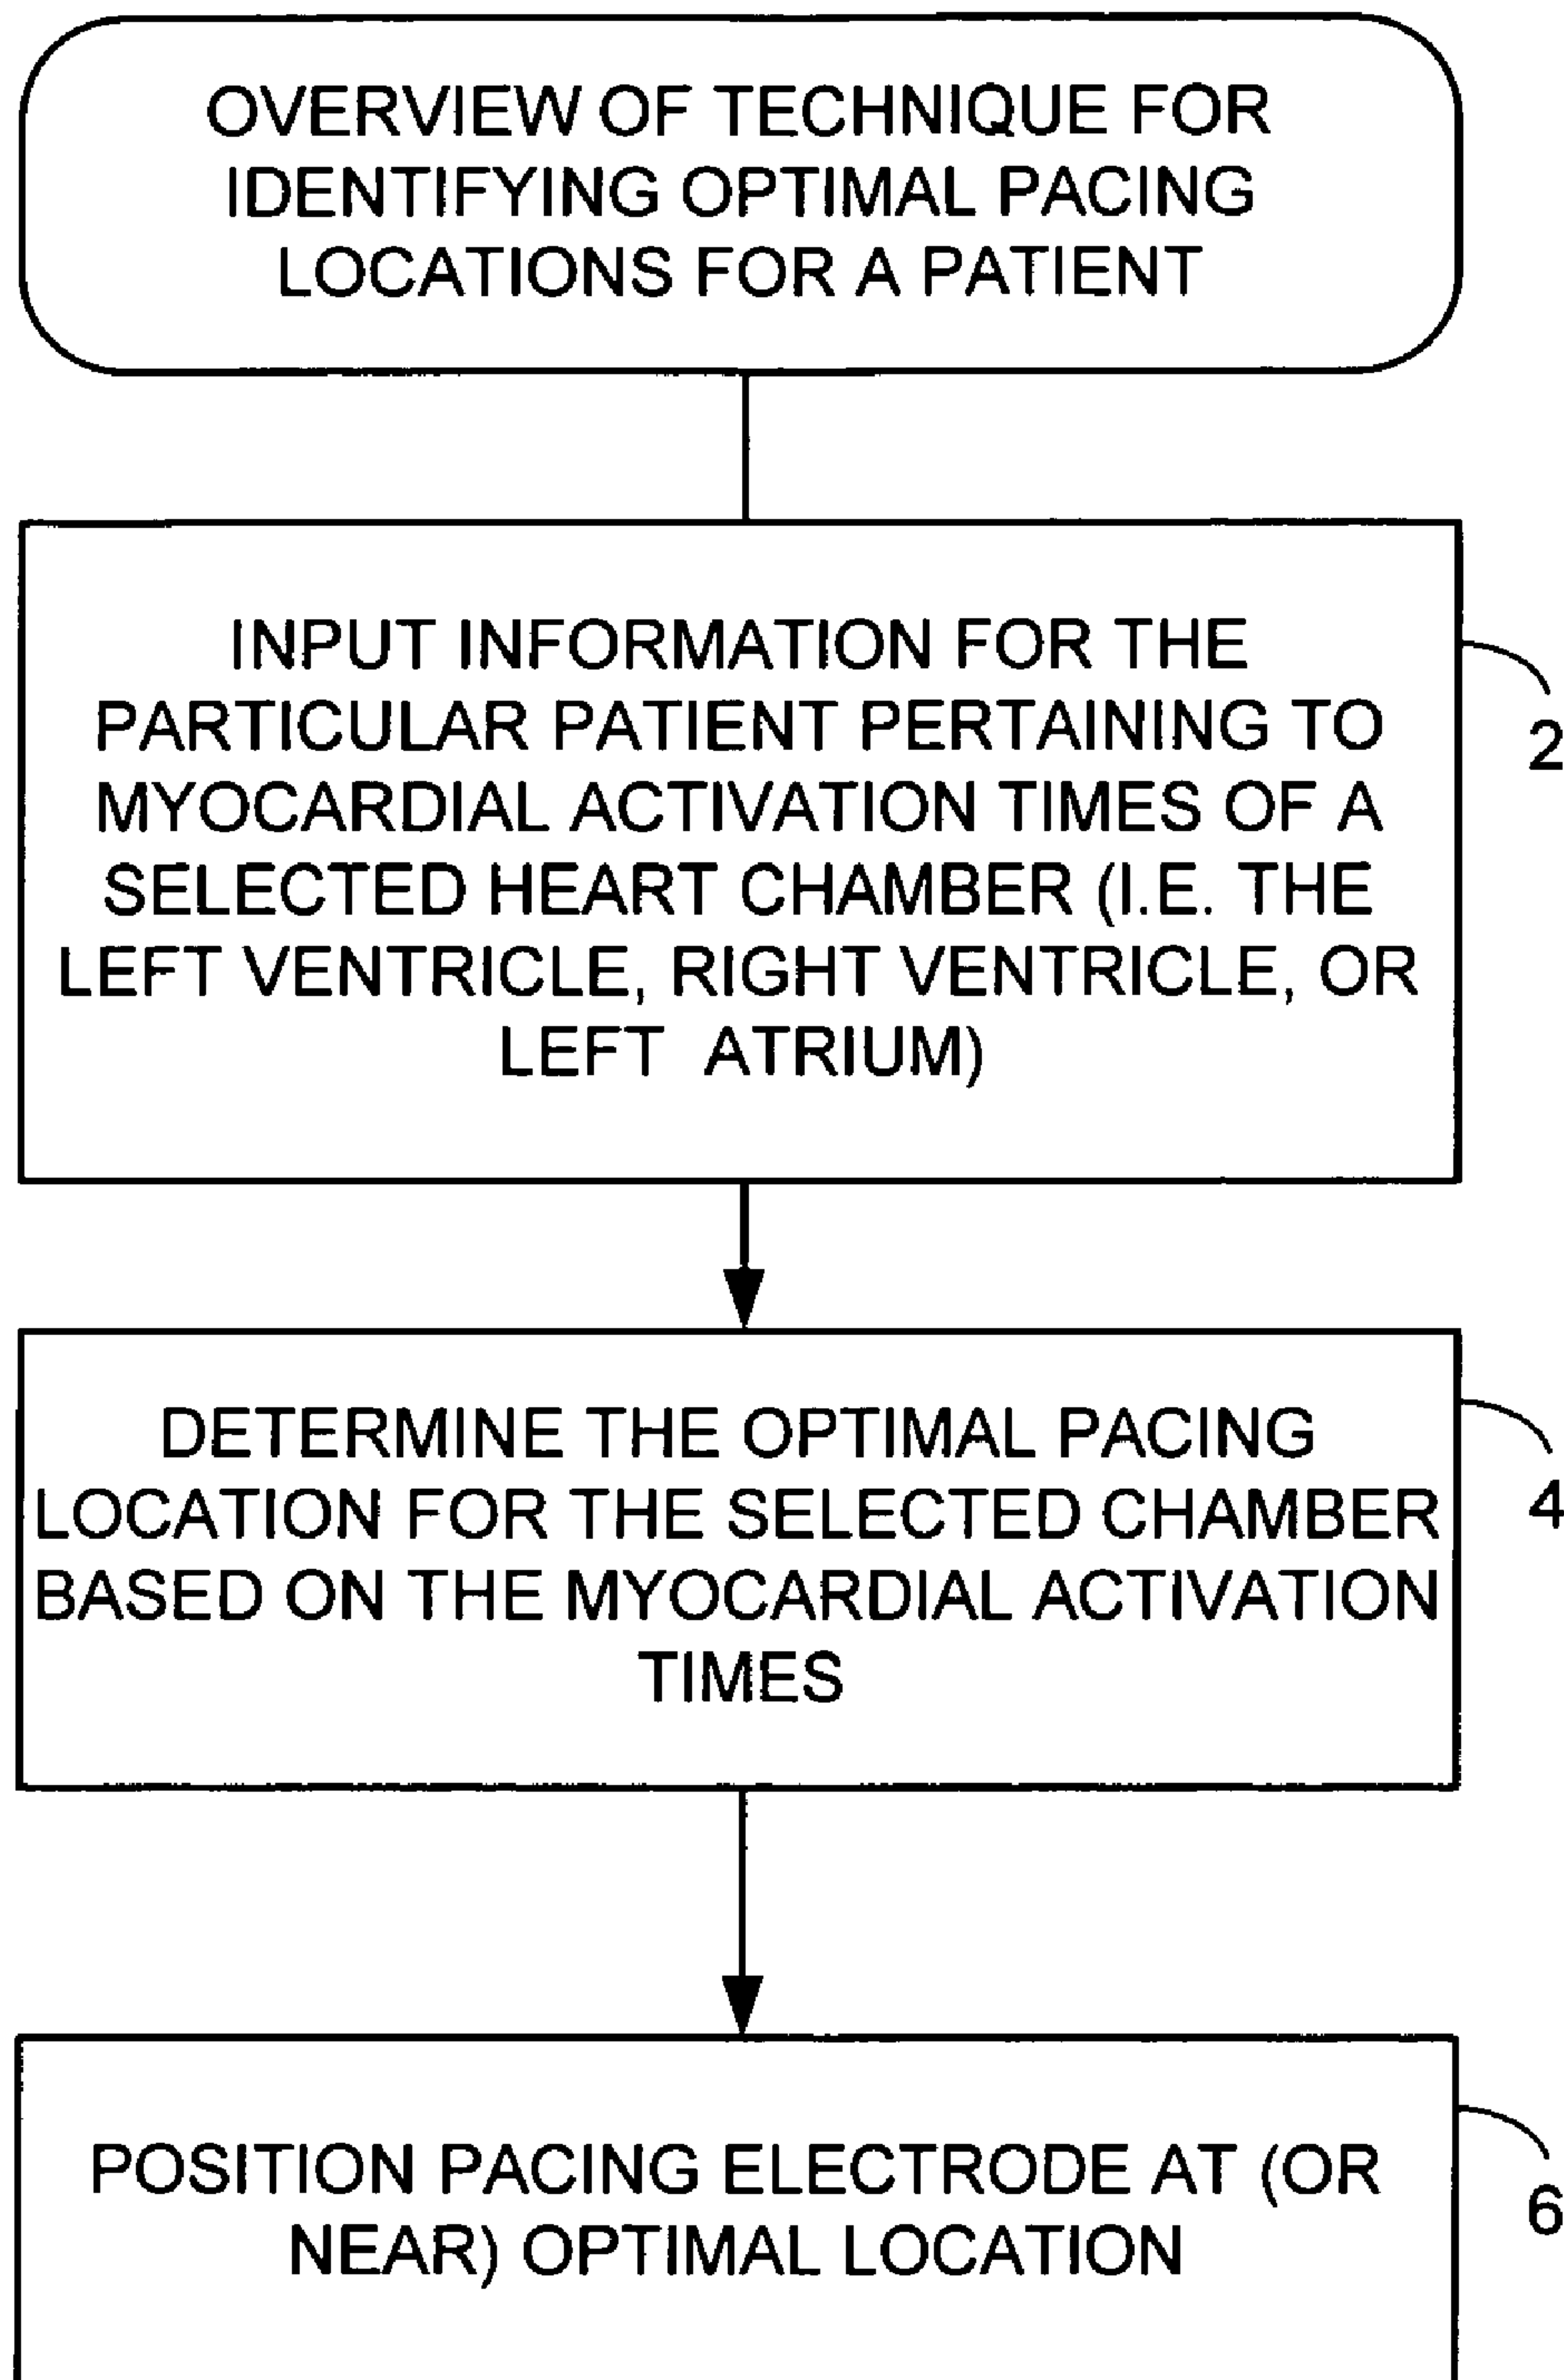 OVERVIEW OF TECHNIQUE FOR
IDENTIFYING OPTIMAL PACING
LOCATIONS FOR A PATIENT
INPUT INFORMATION FOR THE
PARTICULAR PATIENT PERTAINING TO
MYOCARDIAL ACTIVATION TIMES OF A
SELECTED HEART CHAMBER (I.E. THE
LEFT VENTRICLE, RIGHT VENTRICLE, OR
LEFT ATRIUM)
2
DETERMINE THE OPTIMAL PACING
LOCATION FOR THE SELECTED CHAMBER
BASED ON THE MYOCARDIAL ACTIVATION
TIMES
4
POSITION PACING ELECTRODE AT (OR
NEAR) OPTIMAL LOCATION
6